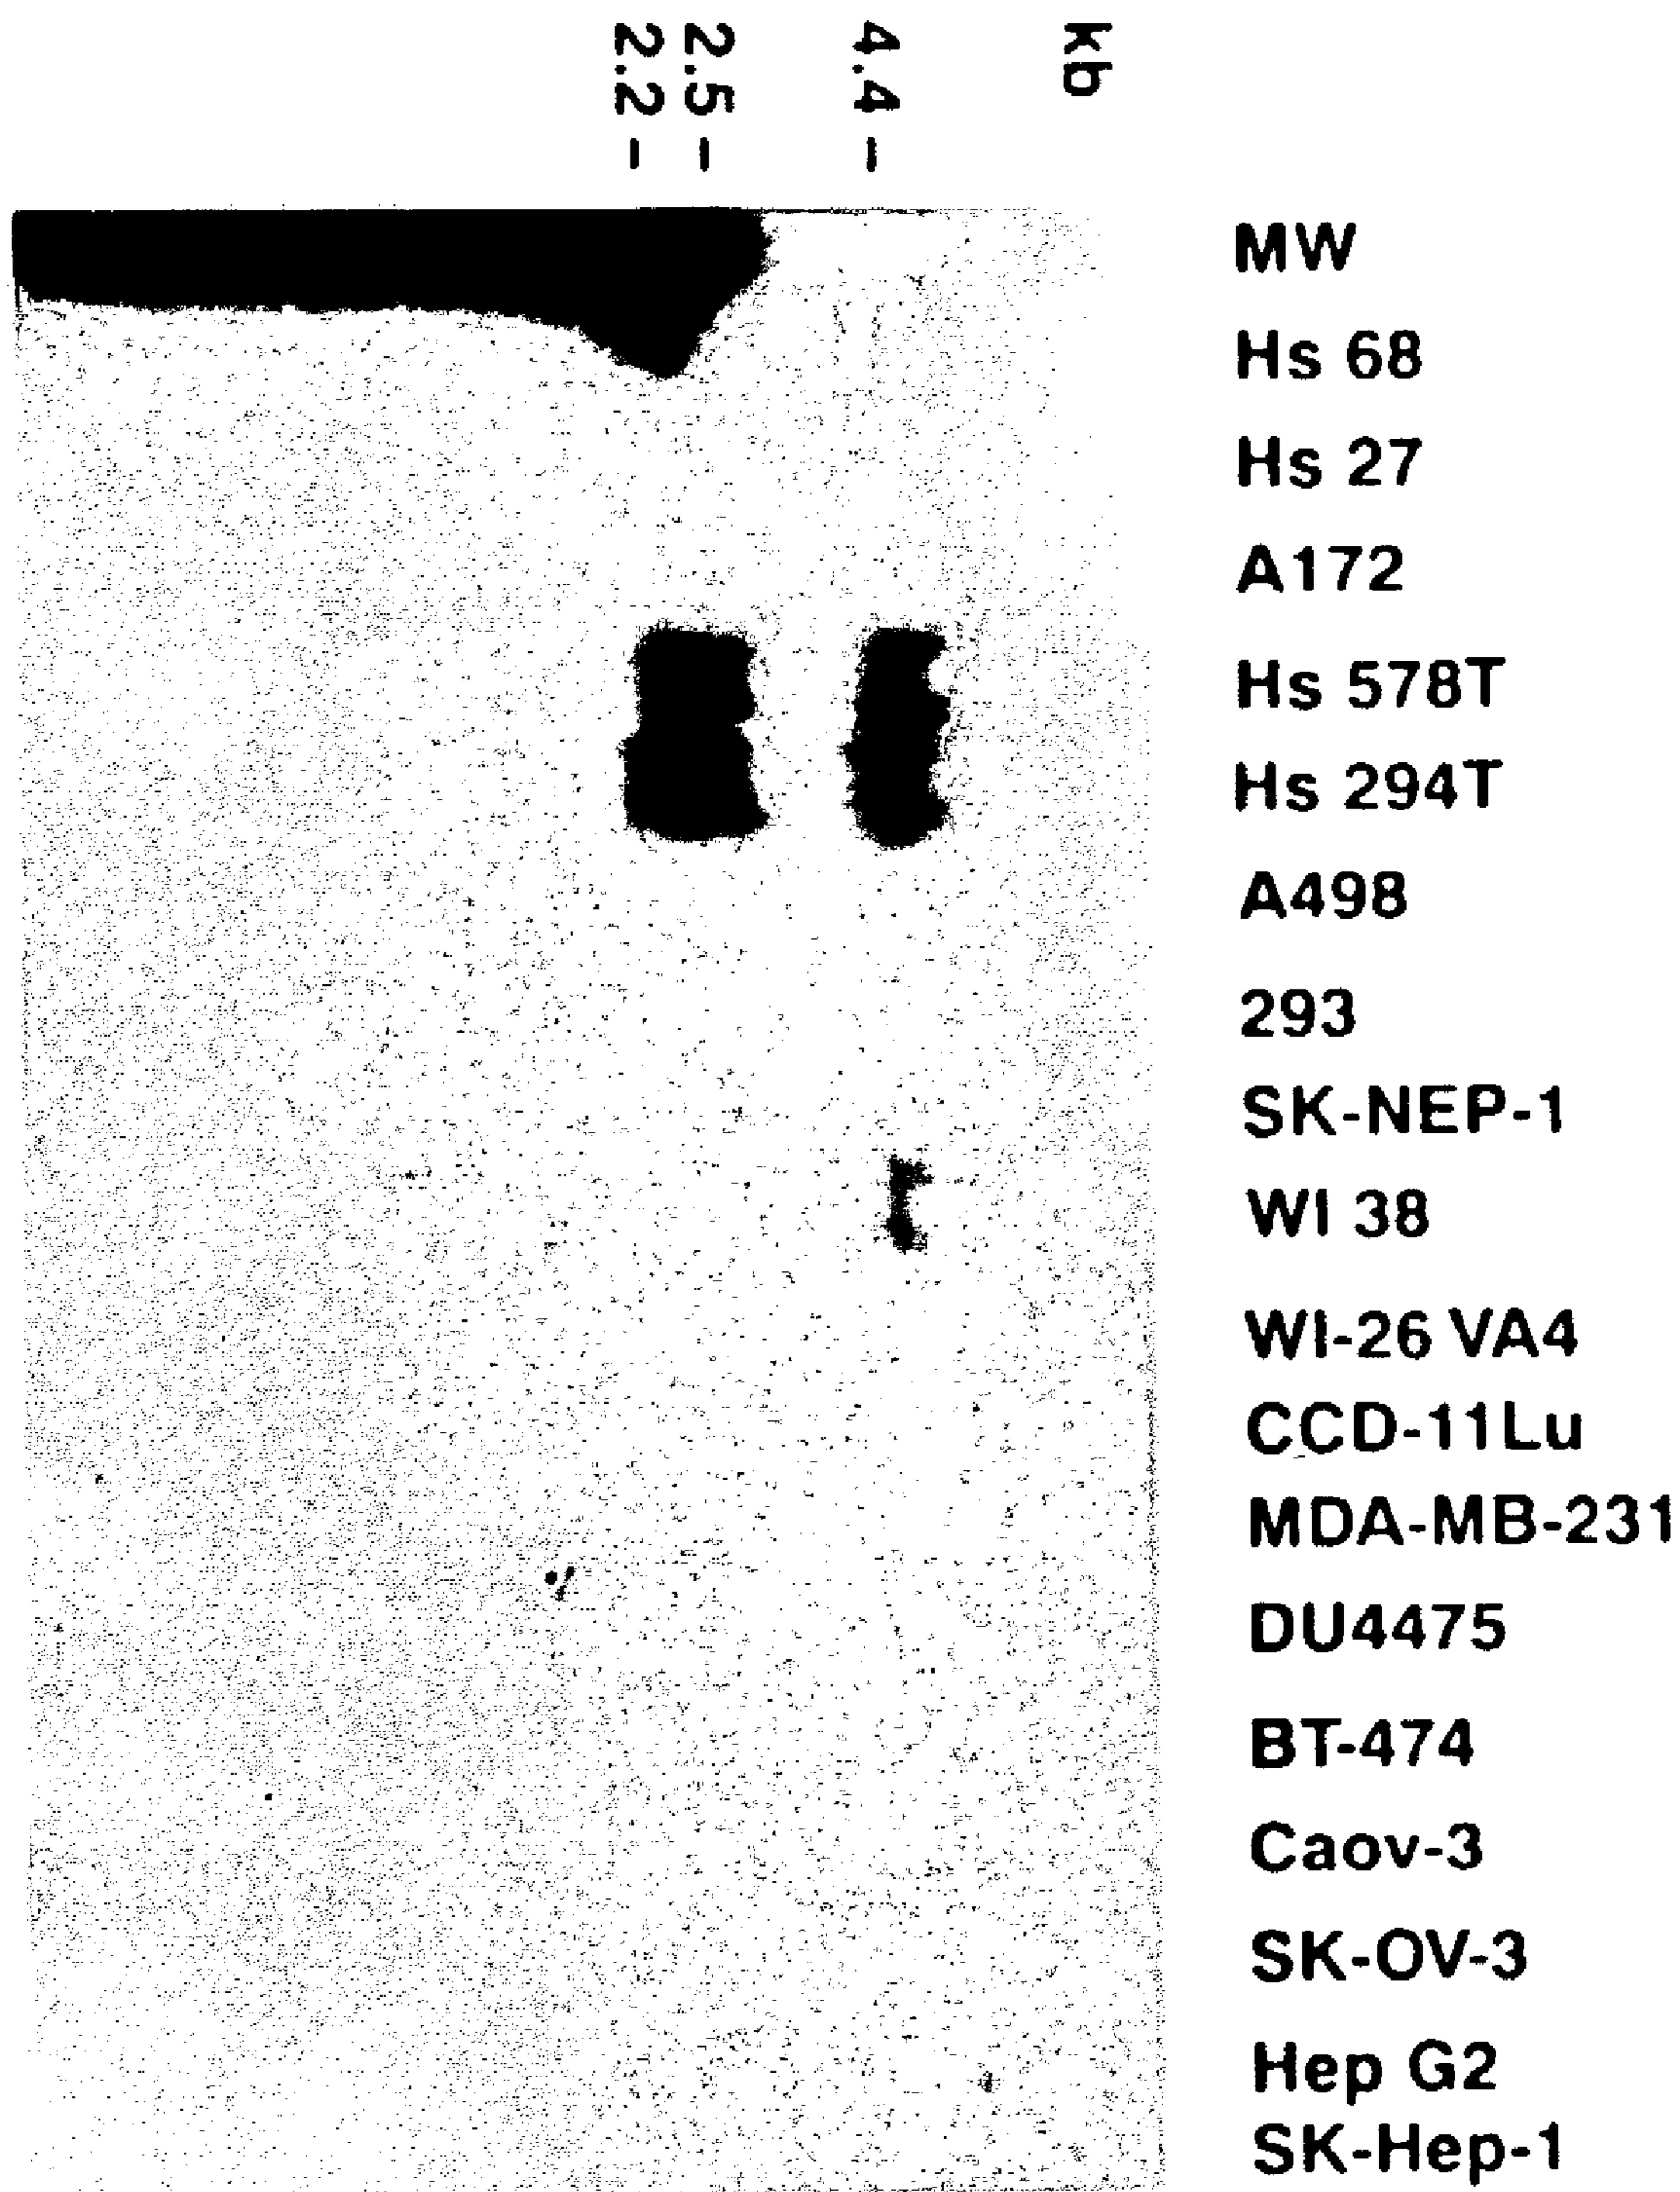 kb
4.4 –
2.5 –
2.2 –
MW
Hs 68
Hs 27
A172
Hs 578T
Hs 294T
A498
293
SK-NEP-1
WI 38
WI-26 VA4
CCD-11Lu
MDA-MB-231
DU4475
BT-474
Caov-3
SK-OV-3
Hep G2
SK-Hep-1